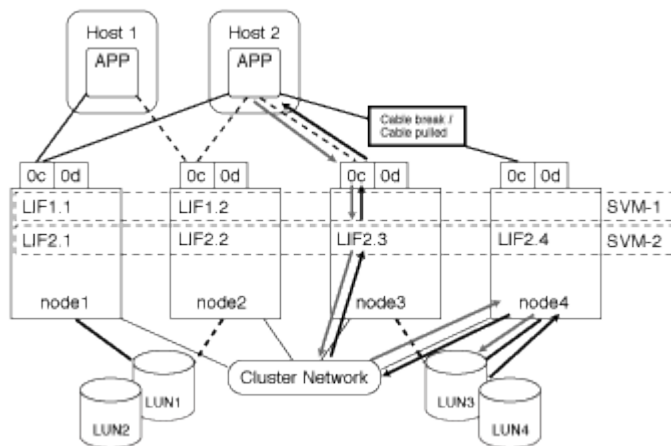 Host 1
Host 2
APP
APP
Cable break /
Cable pulled
0c 0d
0c 0d
0c 0d
0c 0d
LIF1.1
LIF1.2
SVM-1
LIF2.1
LIF2.2
LIF2.3
LIF2.4
SVM-2
node1
node2
node3
node4
Cluster Network
LUN1
LUN2
LUN3
LUN4